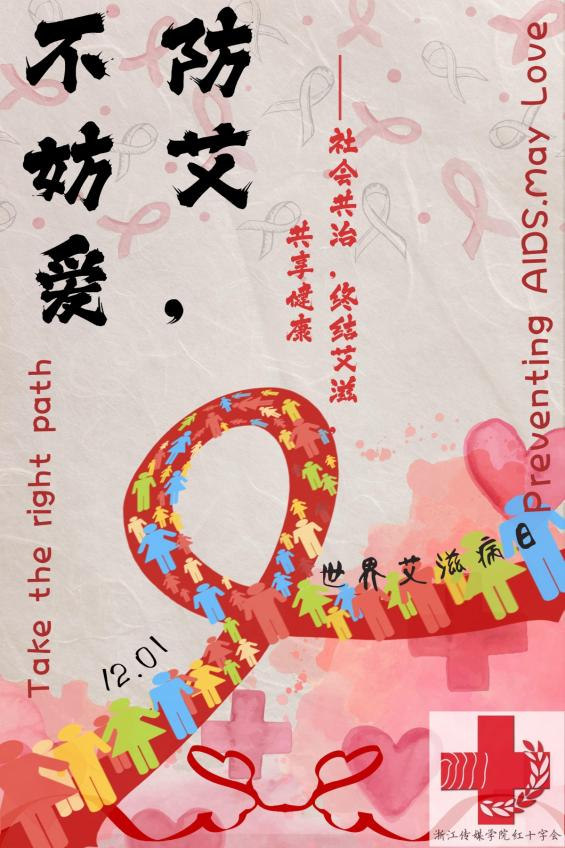 防艾，
不妨爱
——社会共治，终结艾滋，
共享健康
Preventing AIDS.May Love
Take the right path
世界艾滋病日
12.01
浙江传媒学院红十字会